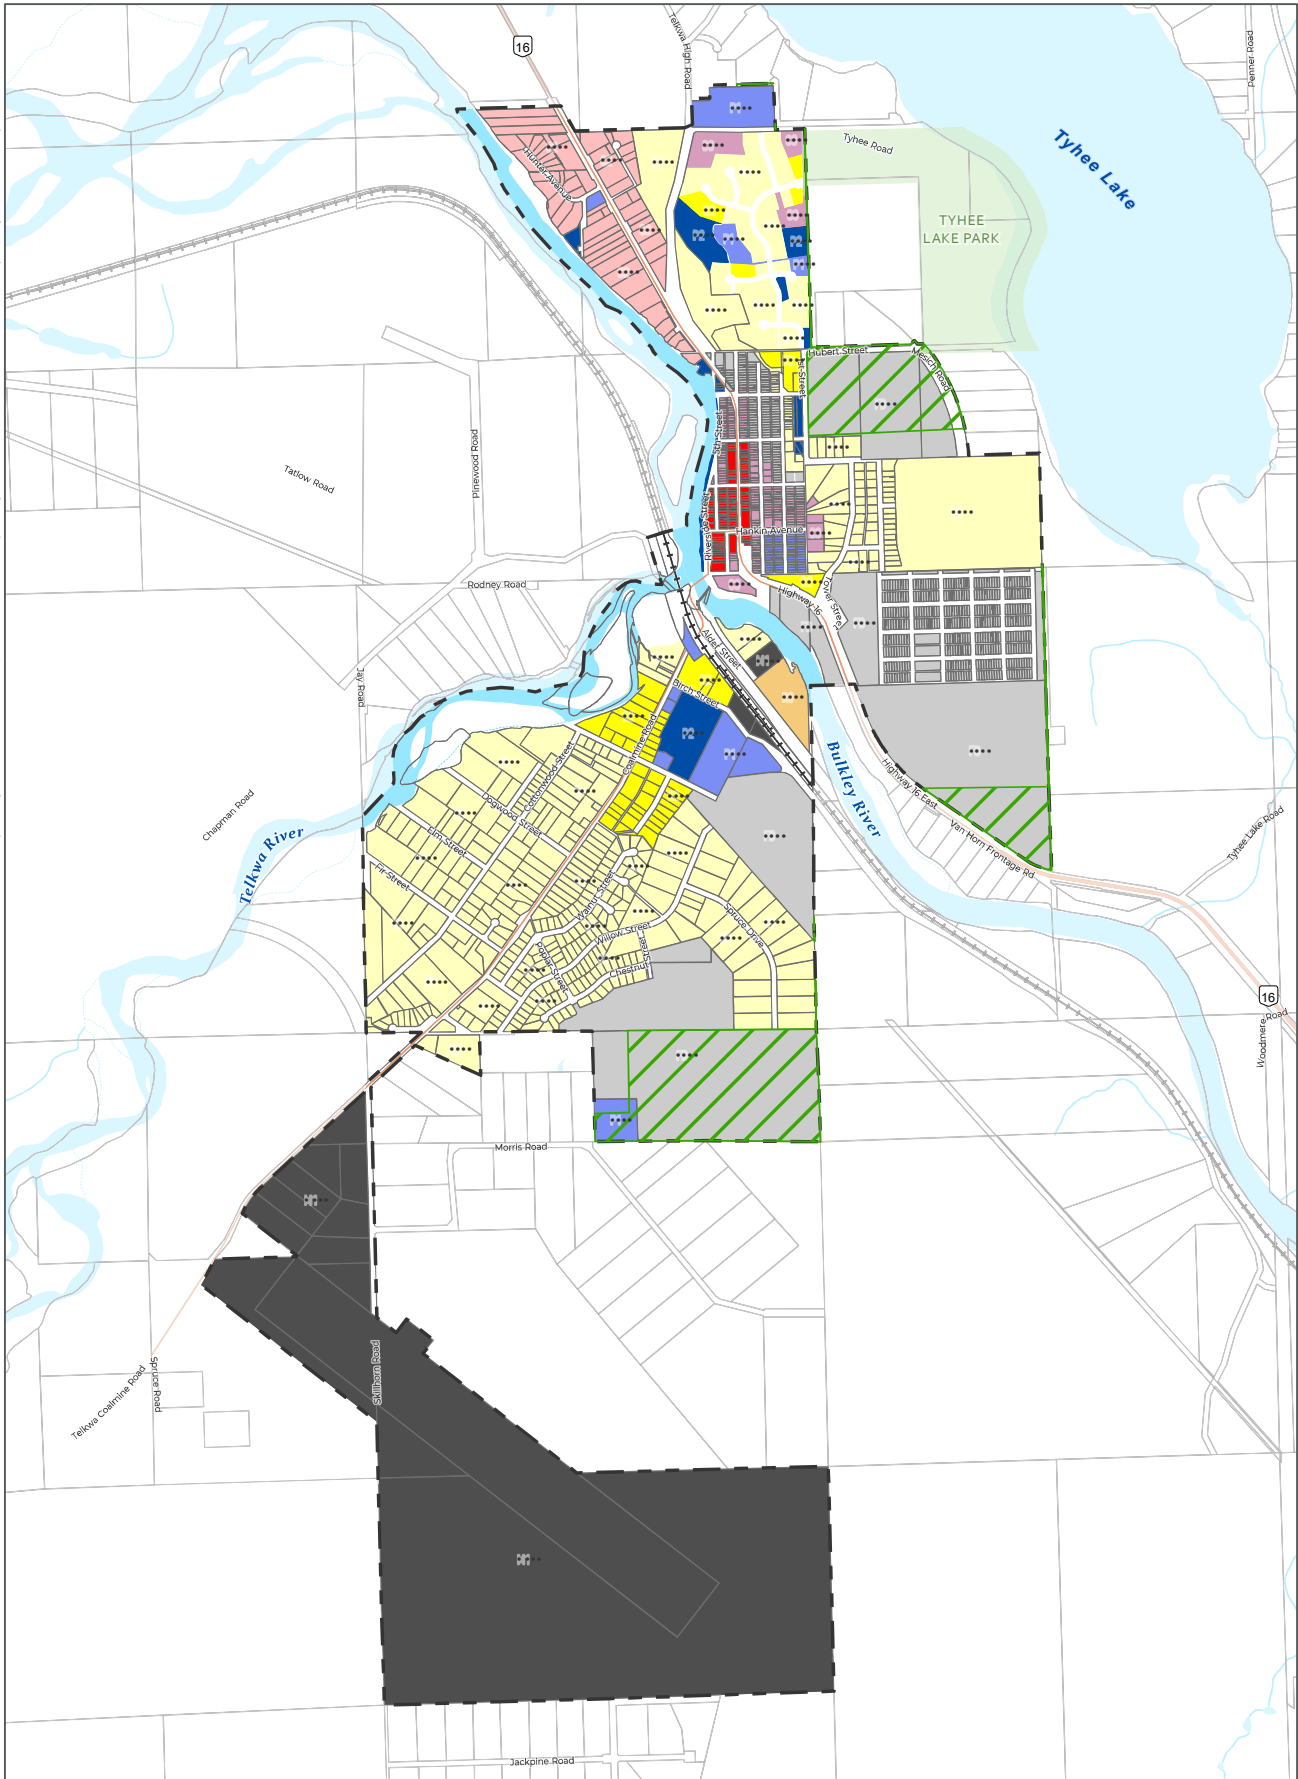 16
Telkwa High Road
Penner Road
Tyhee Road
Tyhee Lake
TYHEE
LAKE PARK
Hunter Avenue
Hubert Street
Mesich Road
1st Street
5th Street
Pinewood Road
Tatlow Road
Riverside Street
Hankin Avenue
Rodney Road
Highway 16
Tower Street
Alder Street
Birch Street
Jay Road
Coalmine Road
Cottonwood Street
Dogwood Street
Elm Street
Fir Street
Chapman Road
Telkwa River
Bulkley River
Highway 16 East
Van Horn Frontage Rd
Tyhee Lake Road
Walnut Street
Willow Street
Spruce Drive
Poplar Street
Chestnut
Street
16
Woodmere Road
Morris Road
Skillhorn Road
Spruce Road
Telkwa Coalmine Road
Jackpine Road